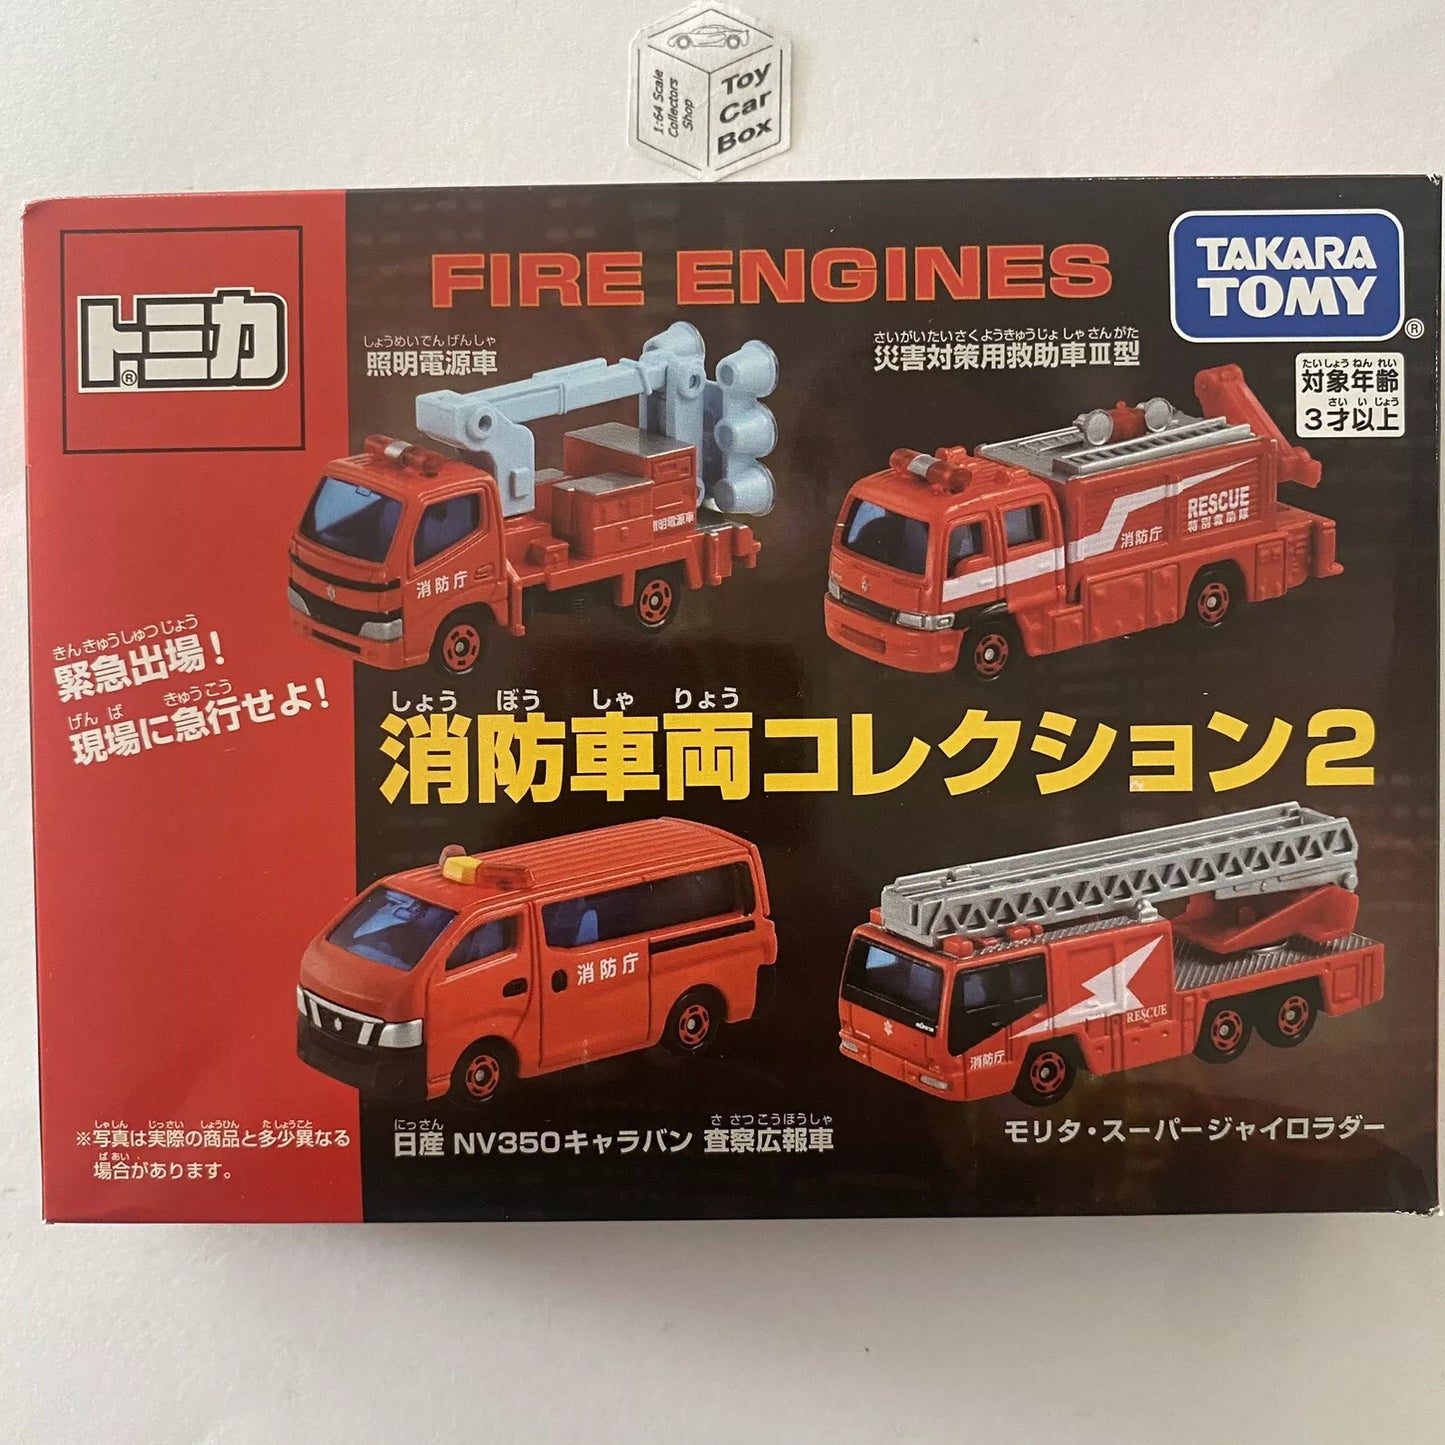 1:64 Scale
Collectors
Shop
Toy
Car
Box
トミカ®
FIRE ENGINES
TAKARA
TOMY®
しょうめいでんげんしゃ
照明電源車
さいがいたいさくようきゅうじょしゃさんがた
災害対策用救助車Ⅲ型
たいしょうねんれい
対象年齢
さいいじょう
3才以上
照明電源車
消防庁
RESCUE
特別救助隊
消防庁
きんきゅうしゅつじょう
緊急出場!
げんば きゅうこう
現場に急行せよ!
しょうぼうしゃりょう
消防車両コレクション2
消防庁
RESCUE
消防庁
にっさん ささつこうほうしゃ
日産 NV350キャラバン 査察広報車
モリタ・スーパージャイロラダー
しゃしん じっさい しょうひん たしょうこと
※写真は実際の商品と多少異なる
ばあい
場合があります。